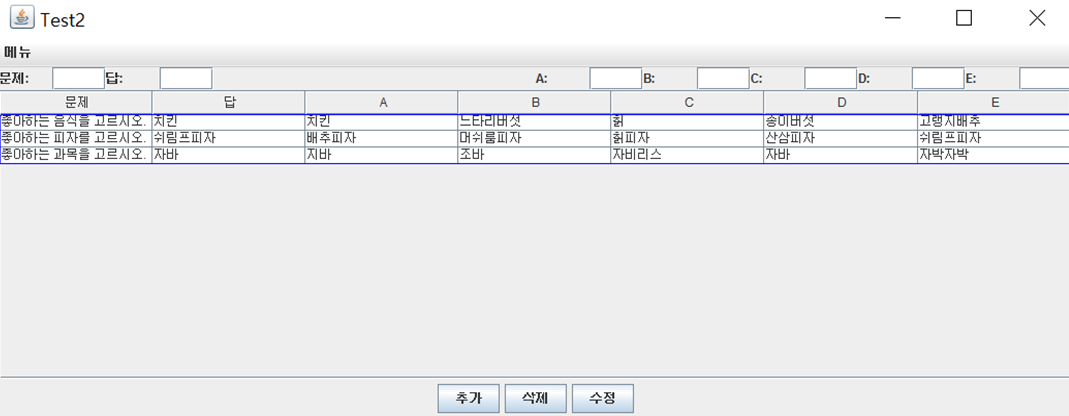 Test2
메뉴
문제: 답: A: B: C: D: E:
문제 답 A B C D E
좋아하는 음식을 고르시오. 치킨 치킨 느타리버섯 흙 송이버섯 고랭지배추
좋아하는 피자를 고르시오. 쉬림프피자 배추피자 머쉬룸피자 흙피자 산삼피자 쉬림프피자
좋아하는 과목을 고르시오. 자바 지바 조바 자비리스 자바 자박자박
추가 삭제 수정